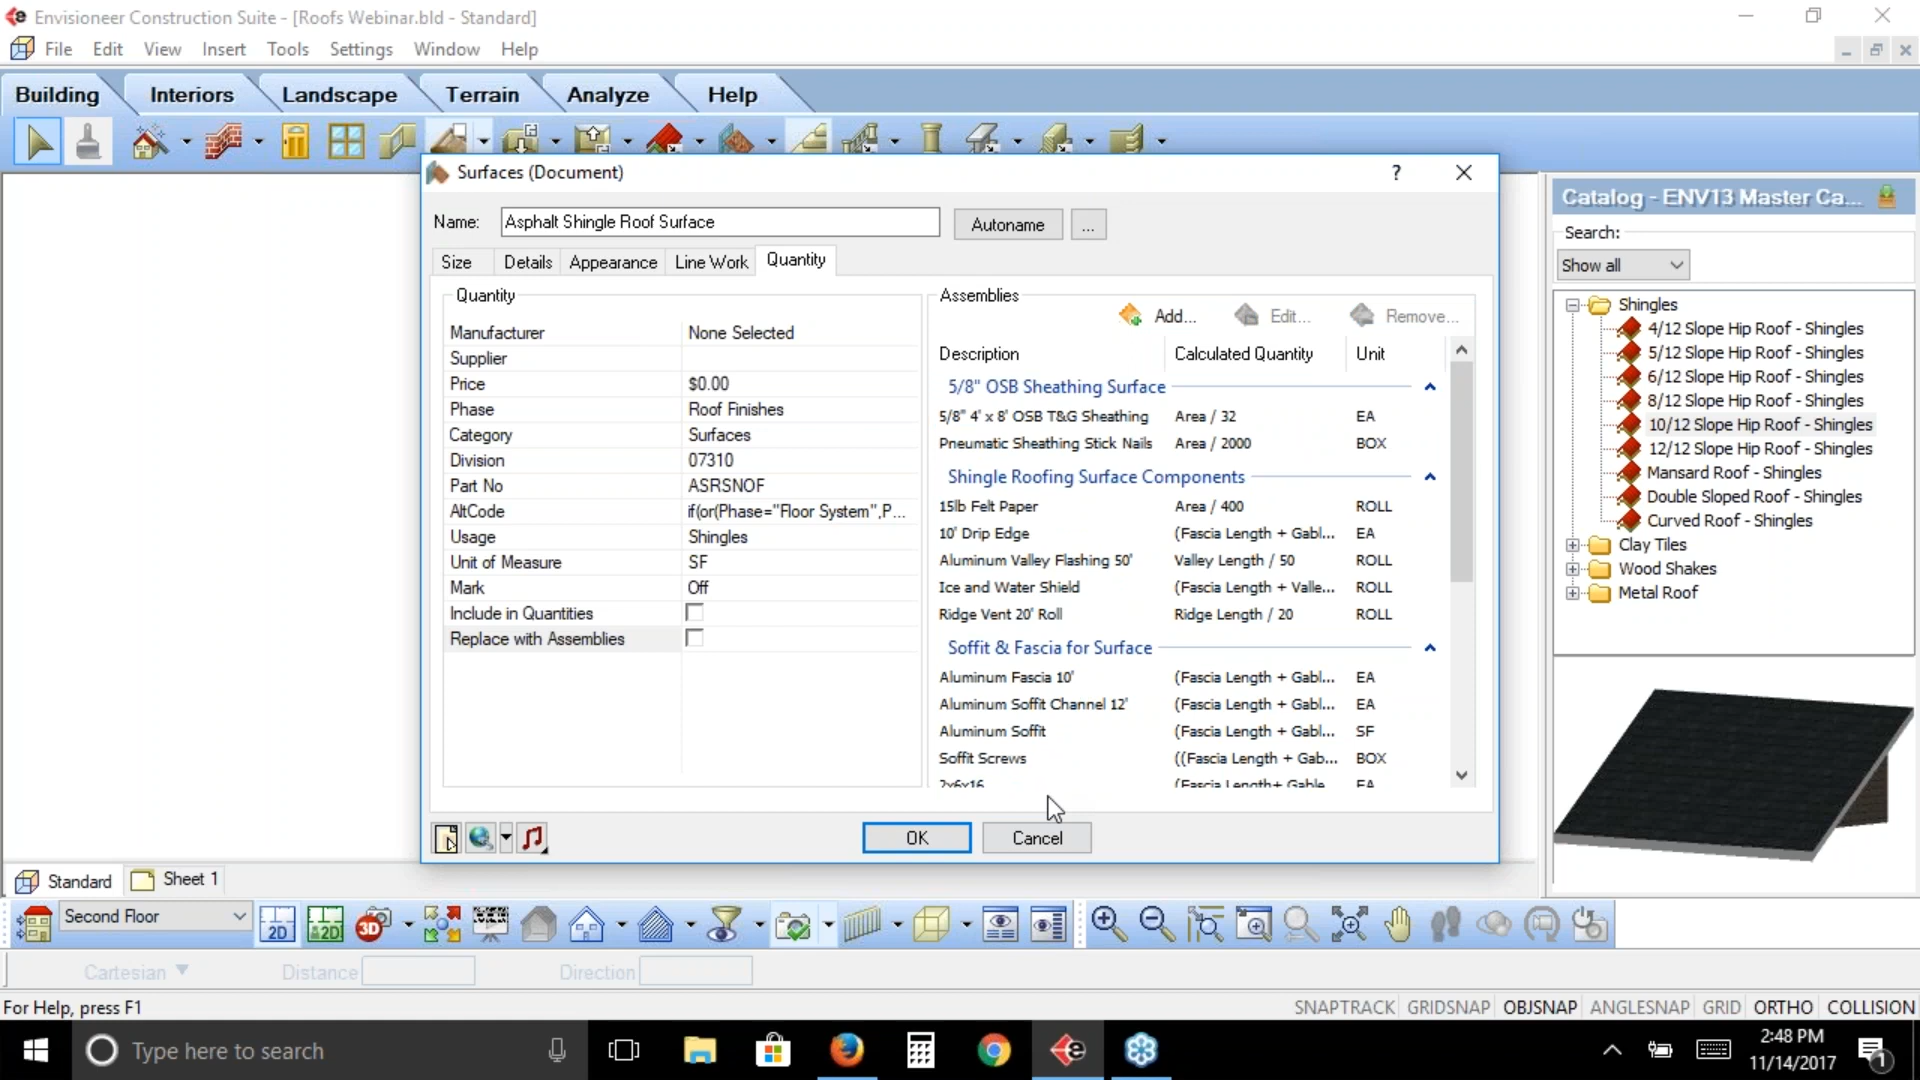 Envisioneer Construction Suite - [Roofs Webinar.bld - Standard]
File Edit View Insert Tools Settings Window Help
Building Interiors Landscape Terrain Analyze Help
Surfaces (Document)
?
Name: Asphalt Shingle Roof Surface Autoname ...
Size Details Appearance Line Work Quantity
Quantity
Manufacturer None Selected
Supplier
Price $0.00
Phase Roof Finishes
Category Surfaces
Division 07310
Part No ASRSNOF
AltCode if(or(Phase="Floor System",P...
Usage Shingles
Unit of Measure SF
Mark Off
Include in Quantities
Replace with Assemblies
Assemblies
Add... Edit... Remove...
Description Calculated Quantity Unit
5/8" OSB Sheathing Surface
5/8" 4' x 8' OSB T&G Sheathing Area / 32 EA
Pneumatic Sheathing Stick Nails Area / 2000 BOX
Shingle Roofing Surface Components
15lb Felt Paper Area / 400 ROLL
10' Drip Edge (Fascia Length + Gabl... EA
Aluminum Valley Flashing 50' Valley Length / 50 ROLL
Ice and Water Shield (Fascia Length + Valle... ROLL
Ridge Vent 20' Roll Ridge Length / 20 ROLL
Soffit & Fascia for Surface
Aluminum Fascia 10' (Fascia Length + Gabl... EA
Aluminum Soffit Channel 12' (Fascia Length + Gabl... EA
Aluminum Soffit (Fascia Length + Gabl... SF
Soffit Screws ((Fascia Length + Gab... BOX
2x6x16 (Fascia Length+ Gable EA
OK Cancel
Catalog - ENV13 Master Ca...
Search:
Show all
Shingles
4/12 Slope Hip Roof - Shingles
5/12 Slope Hip Roof - Shingles
6/12 Slope Hip Roof - Shingles
8/12 Slope Hip Roof - Shingles
10/12 Slope Hip Roof - Shingles
12/12 Slope Hip Roof - Shingles
Mansard Roof - Shingles
Double Sloped Roof - Shingles
Curved Roof - Shingles
Clay Tiles
Wood Shakes
Metal Roof
Standard Sheet 1
Second Floor 2D 2D 3D
Cartesian Distance Direction
For Help, press F1
SNAPTRACK GRIDSNAP OBJSNAP ANGLESNAP GRID ORTHO COLLISION
Type here to search
2:48 PM
11/14/2017
1